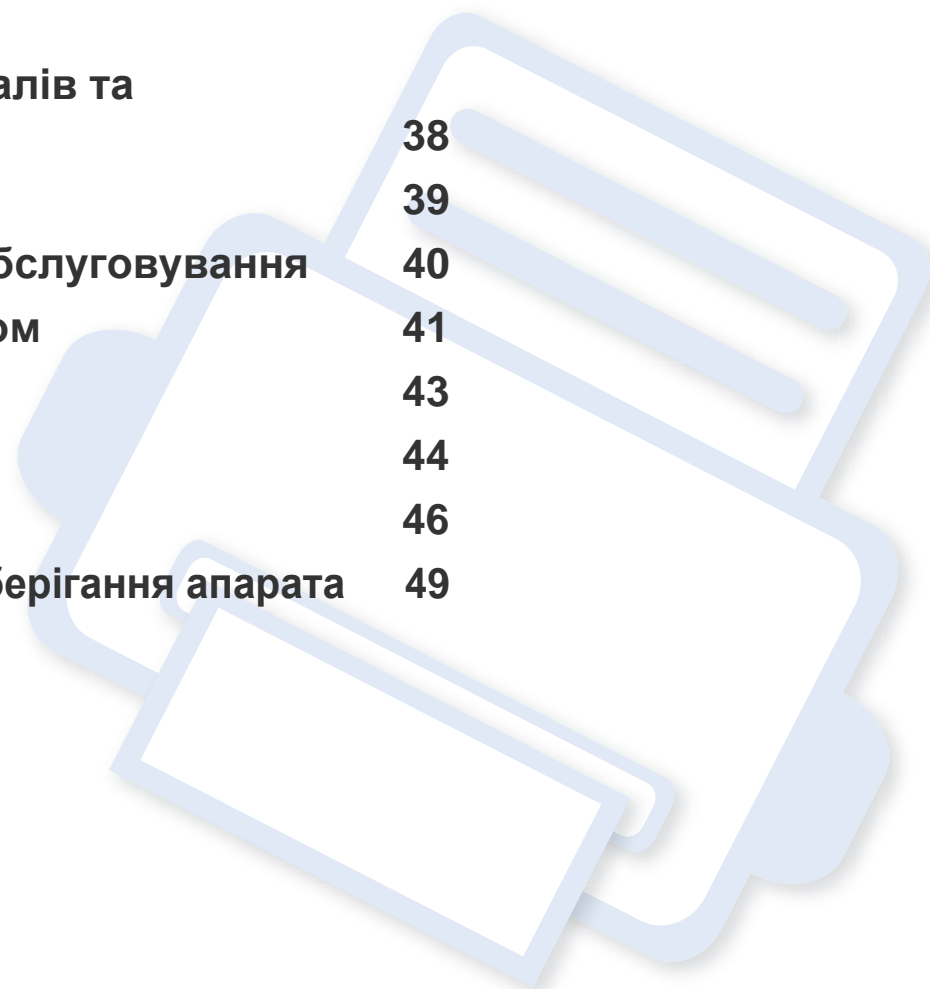 алів та
38
39
бслуговування 40
ом 41
43
44
46
берігання апарата 49